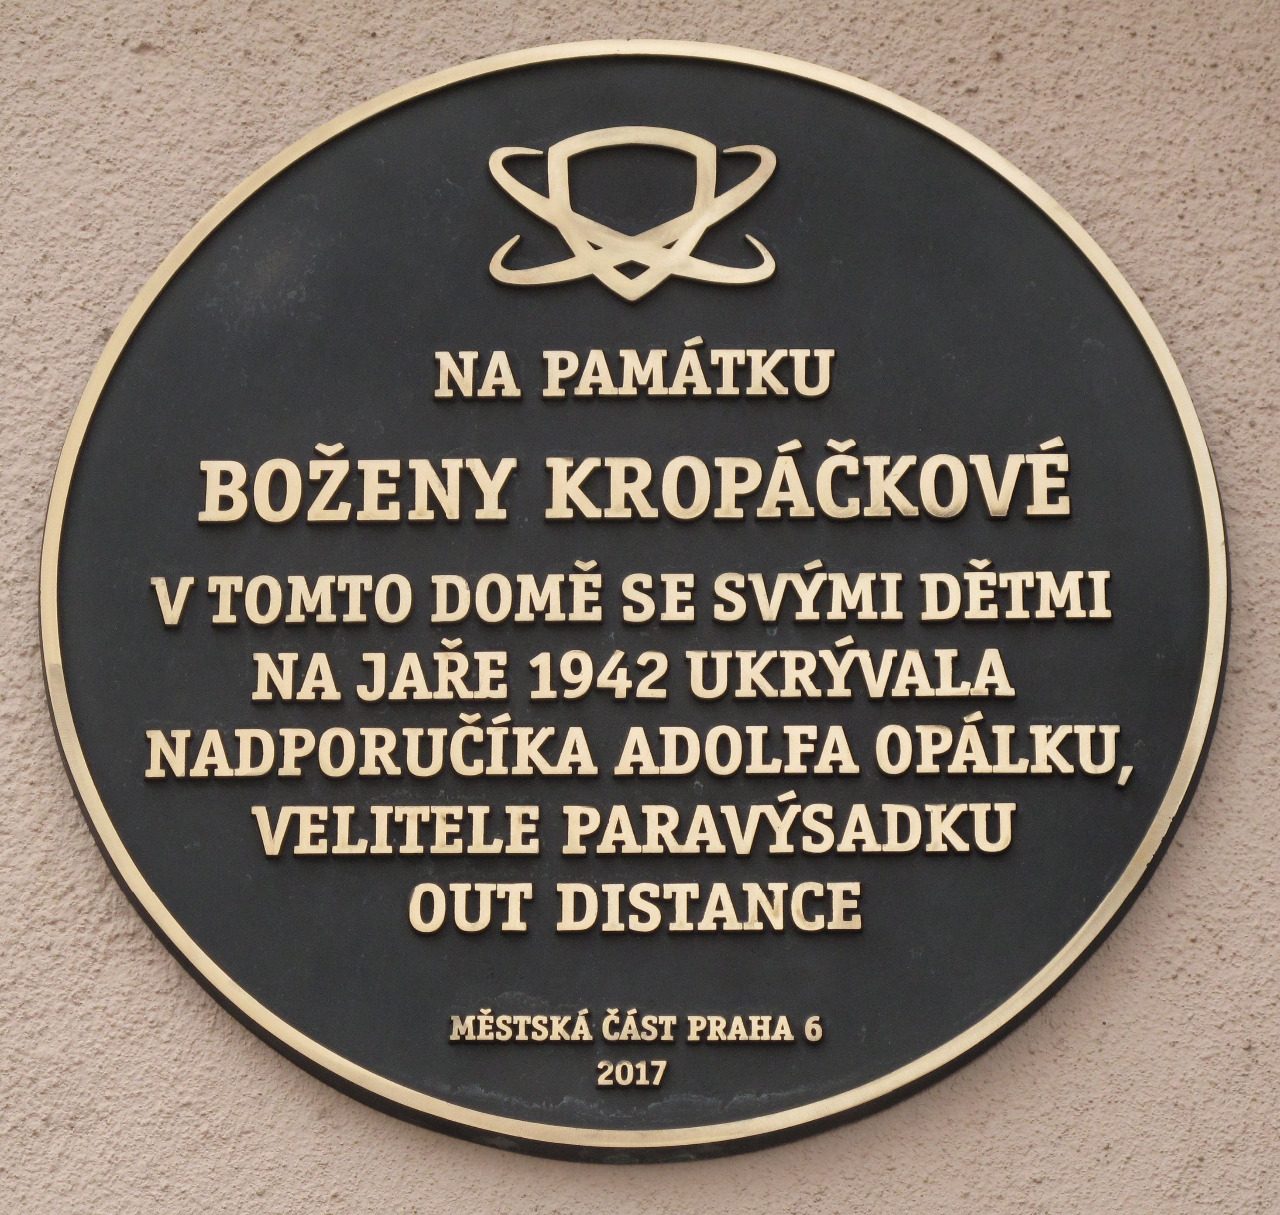 NA PAMÁTKU
BOŽENY KROPÁČKOVÉ
V TOMTO DOMĚ SE SVÝMI DĚTMI
NA JAŘE 1942 UKRÝVALA
NADPORUČÍKA ADOLFA OPÁLKU,
VELITELE PARAVÝSADKU
OUT DISTANCE
MĚSTSKÁ ČÁST PRAHA 6
2017